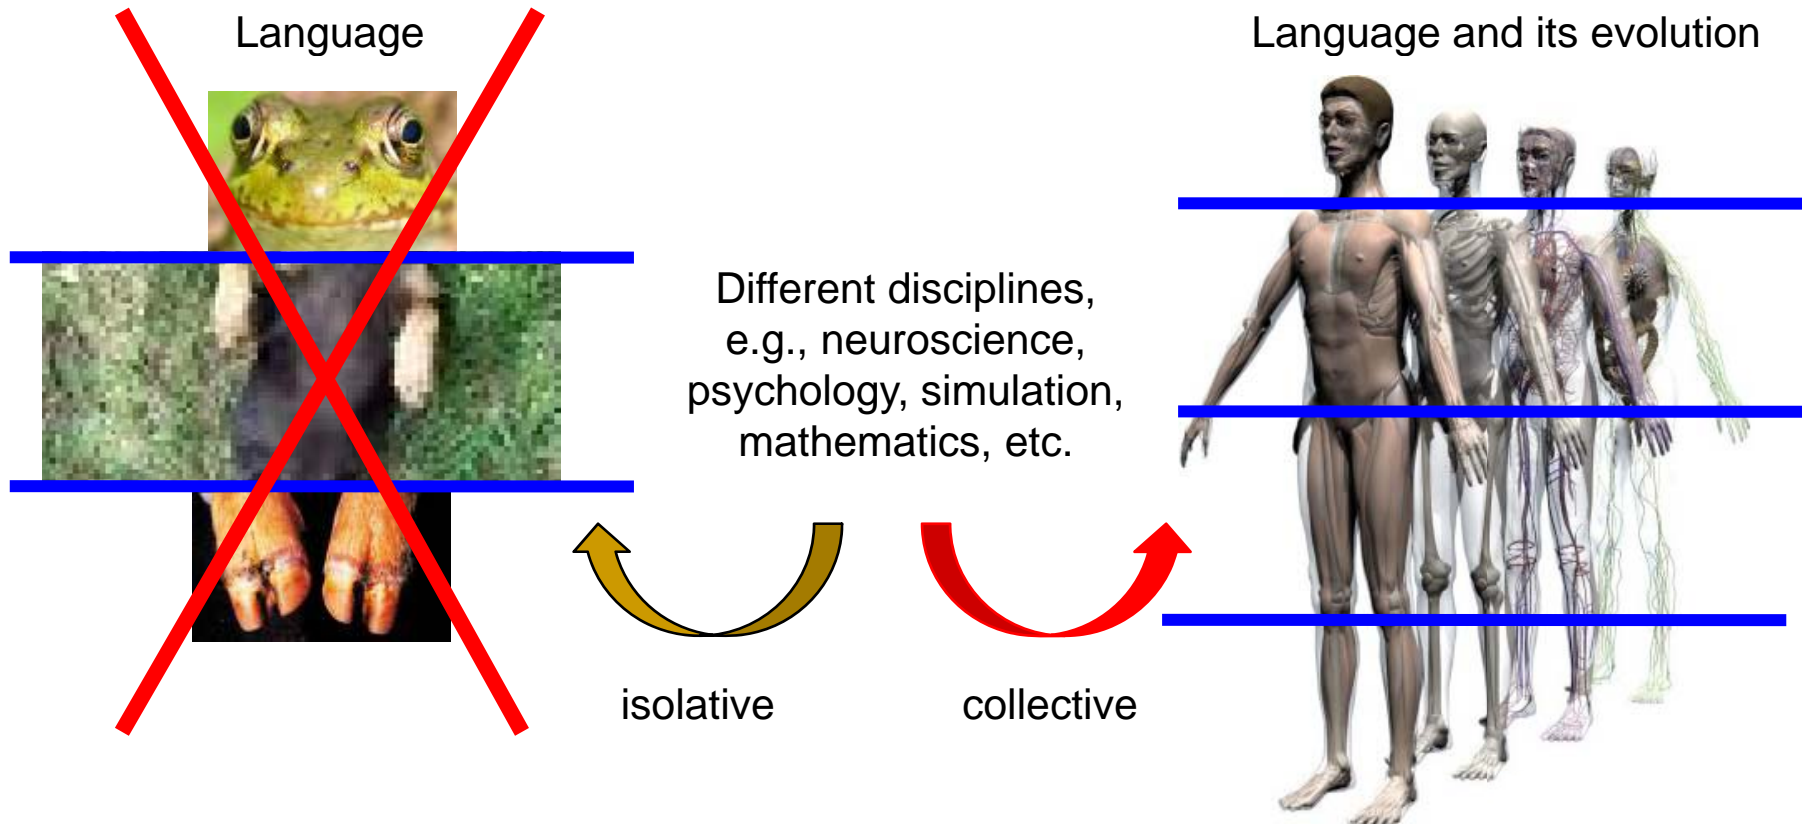 Language
Language and its evolution
Different disciplines,
e.g., neuroscience,
psychology, simulation,
mathematics, etc.
isolative
collective